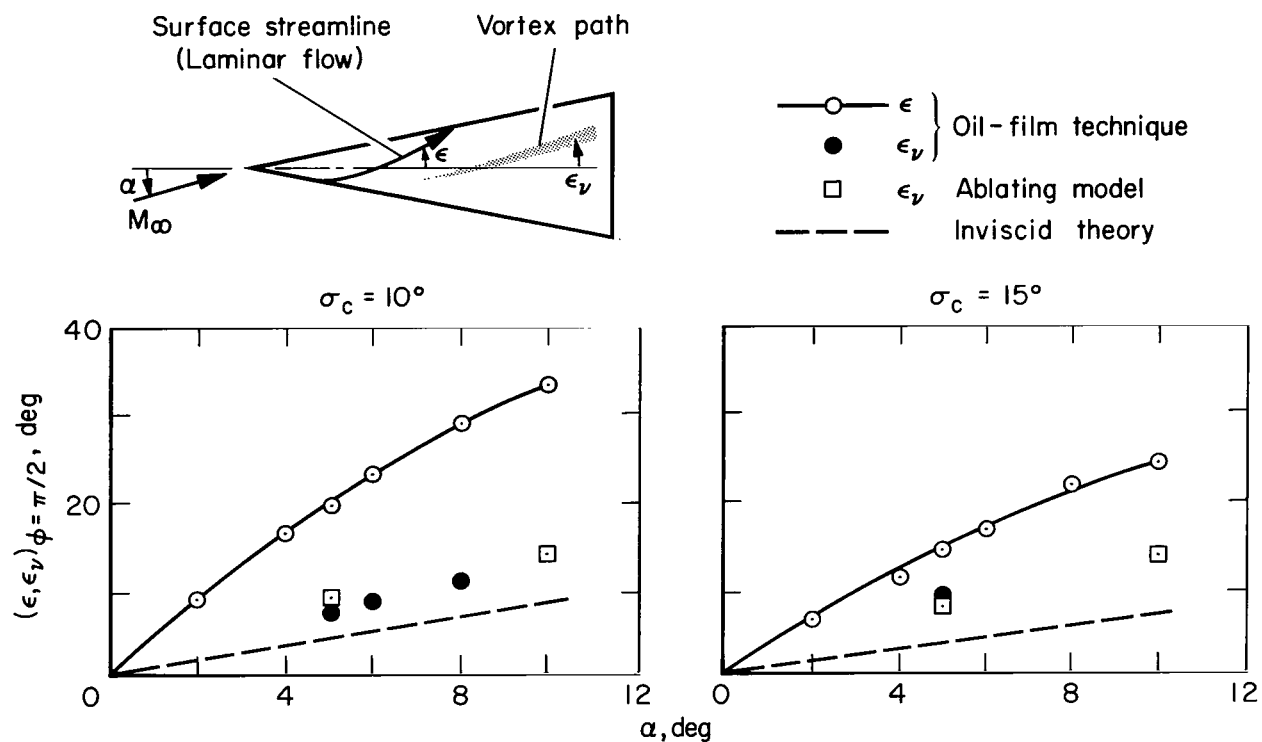 Surface streamline
(Laminar flow)
Vortex path
ϵ
α
M∞
ϵν
ϵ
ϵν
Oil-film technique
ϵν Ablating model
Inviscid theory
σc = 10°
σc = 15°
40
20
0
4
8
12
0
4
8
12
(ϵ, ϵν)ϕ = π/2, deg
α, deg